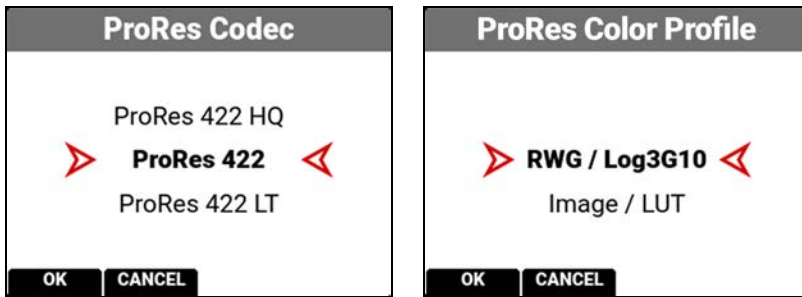 ProRes Codec
ProRes 422 HQ
ProRes 422
ProRes 422 LT
OK CANCEL
ProRes Color Profile
RWG / Log3G10
Image / LUT
OK CANCEL